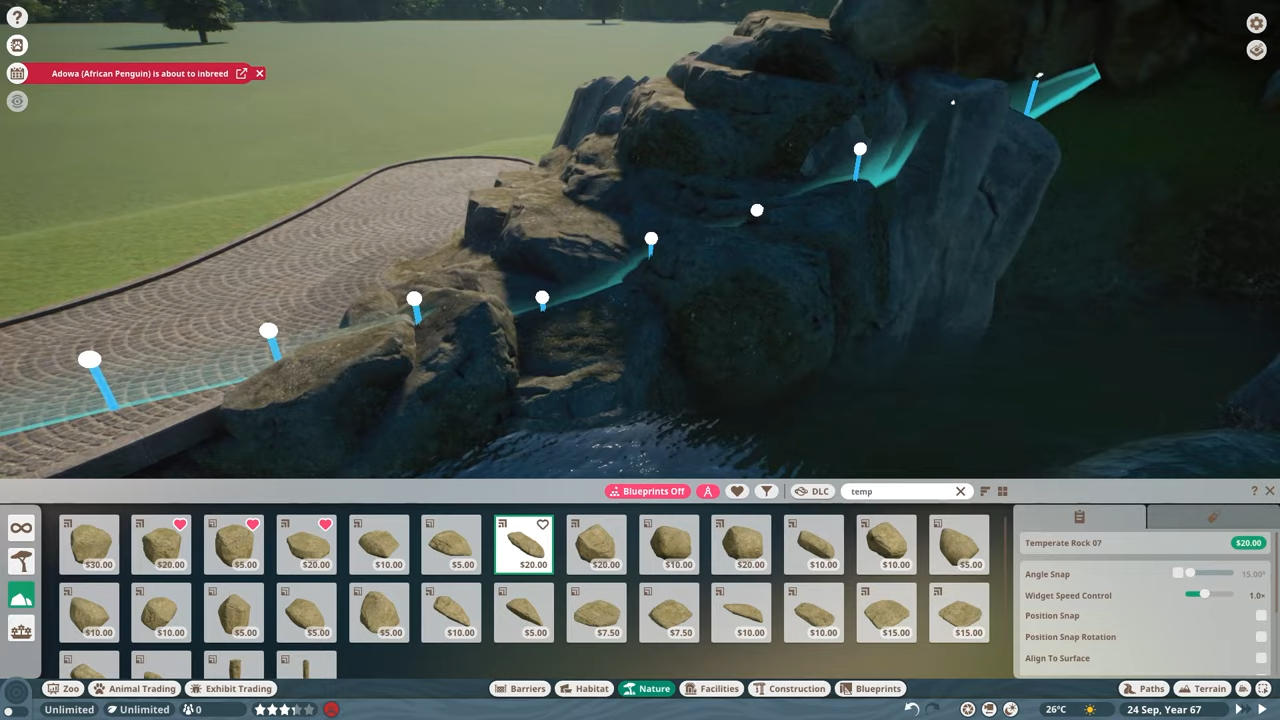 ?
Adowa (African Penguin) is about to inbreed
Blueprints Off
DLC
temp
?
$30.00 $20.00 $5.00 $20.00 $10.00 $5.00 $20.00 $20.00 $10.00 $20.00 $10.00 $10.00 $5.00
$10.00 $10.00 $5.00 $5.00 $5.00 $10.00 $5.00 $7.50 $7.50 $10.00 $10.00 $15.00 $15.00
Temperate Rock 07 $20.00
Angle Snap 15.00°
Widget Speed Control 1.0×
Position Snap
Position Snap Rotation
Align To Surface
Zoo Animal Trading Exhibit Trading Barriers Habitat Nature Facilities Construction Blueprints Paths Terrain
Unlimited Unlimited 0 26°C 24 Sep, Year 67